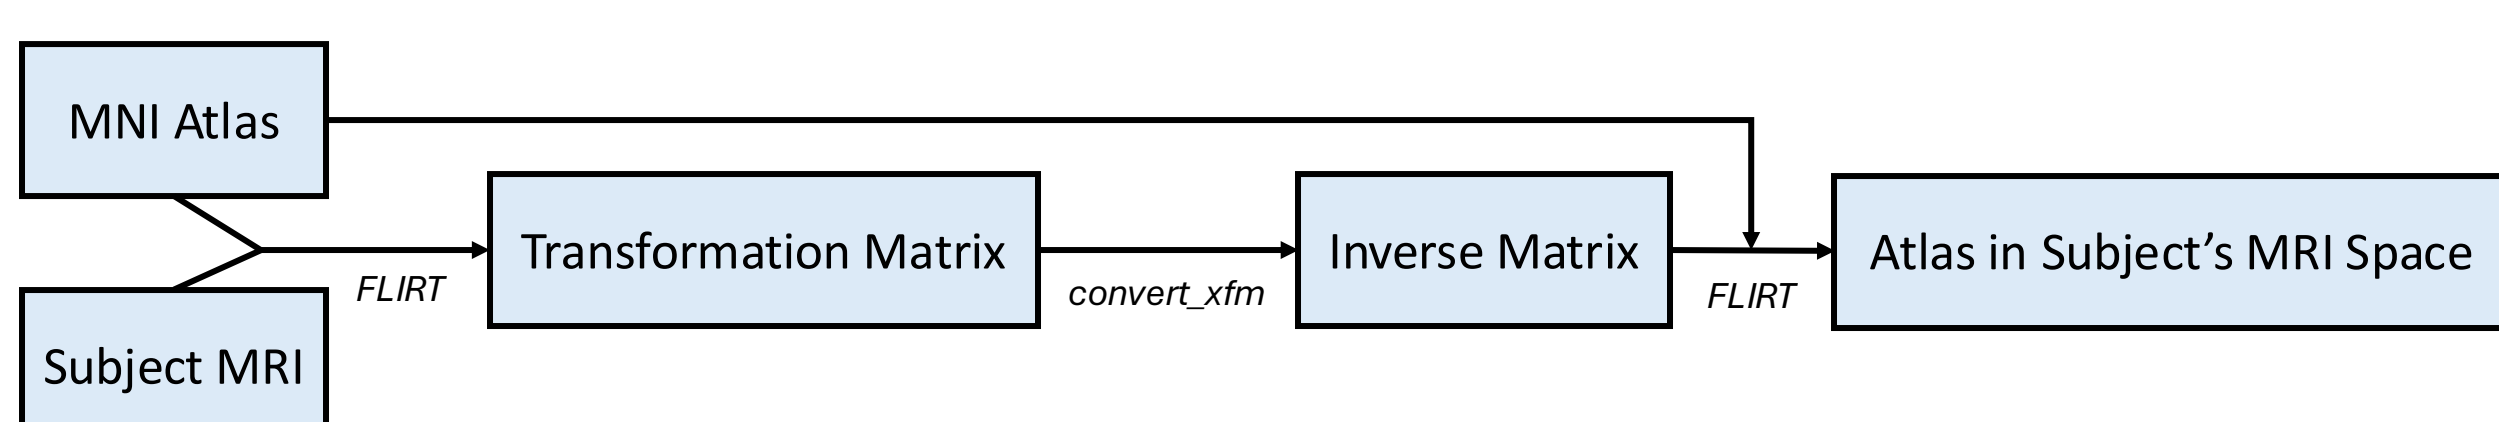 MNI Atlas
Subject MRI
FLIRT
Transformation Matrix
convert_xfm
Inverse Matrix
FLIRT
Atlas in Subject’s MRI Space